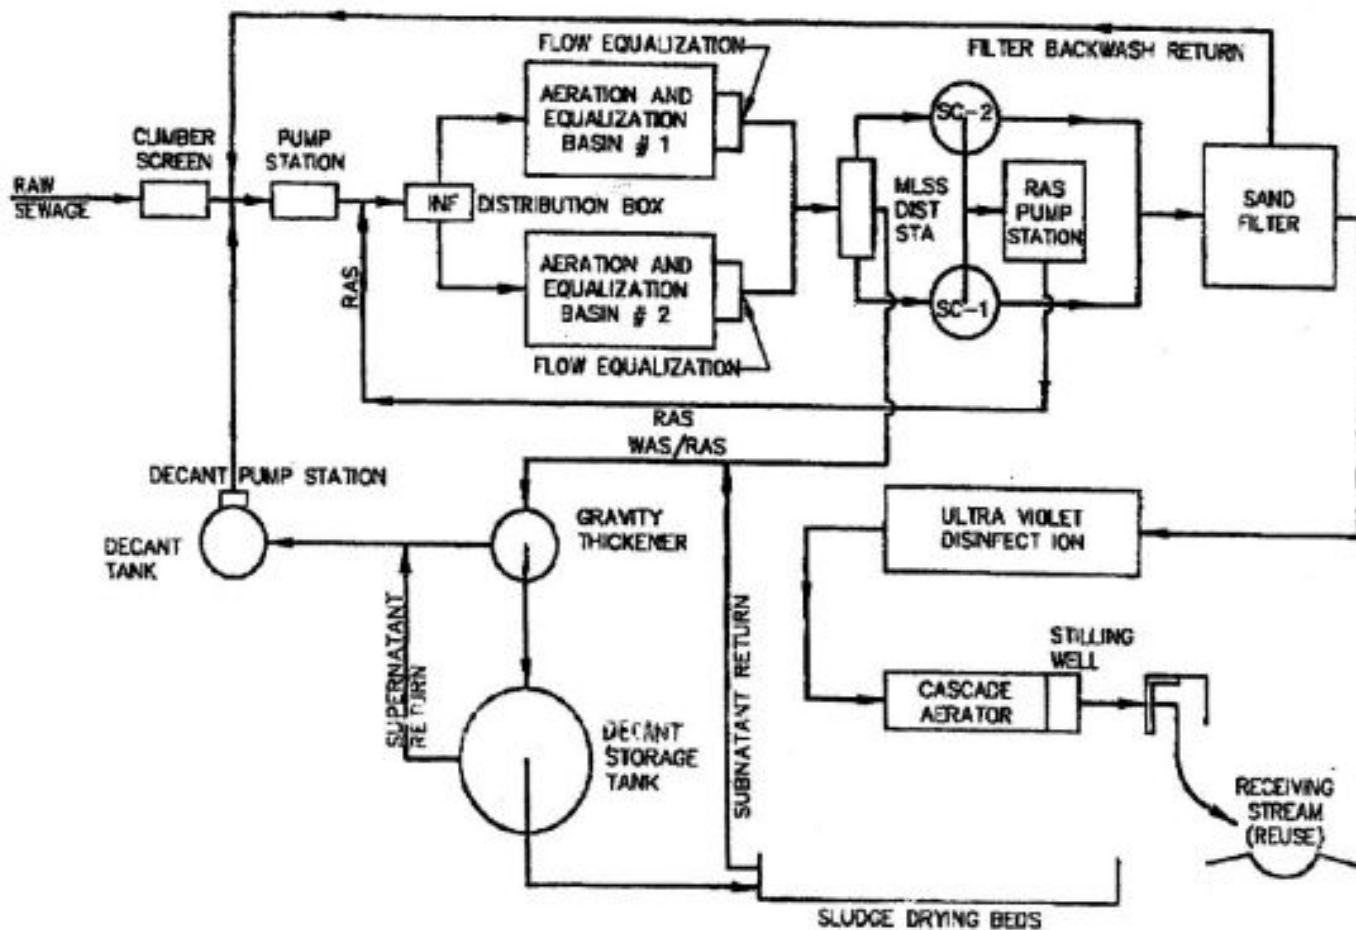 FLOW EQUALIZATION
FILTER BACKWASH RETURN
AERATION AND
EQUALIZATION
BASIN # 1
SC-2
CLIMBER
SCREEN
PUMP
STATION
RAW
SEWAGE
INF
DISTRIBUTION BOX
MLSS
DIST
STA
RAS
PUMP
STATION
SAND
FILTER
RAS
AERATION AND
EQUALIZATION
BASIN # 2
SC-1
FLOW EQUALIZATION
RAS
WAS/RAS
DECANT PUMP STATION
DECANT
TANK
GRAVITY
THICKENER
ULTRA VIOLET
DISINFECTION
SUPERNATANT
RETURN
SUBNATANT RETURN
STILLING
WELL
CASCADE
AERATOR
DECANT
STORAGE
TANK
RECEIVING
STREAM
(REUSE)
SLUDGE DRYING BEDS